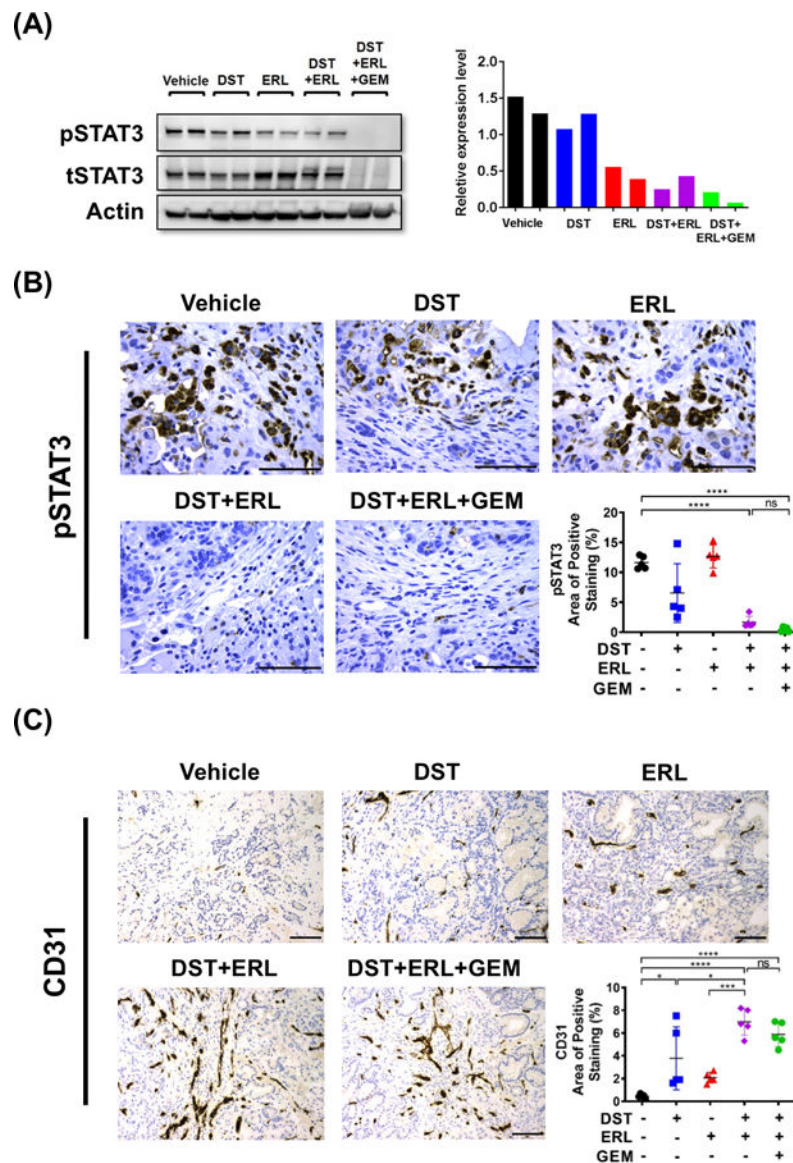 (A)
Vehicle DST ERL DST +ERL DST +ERL +GEM
pSTAT3
tSTAT3
Actin
Reletive expression level
2.0
1.5
1.0
0.5
0.0
Vehicle DST ERL DST+ERL DST+ ERL+GEM
(B)
pSTAT3
Vehicle DST ERL
DST+ERL DST+ERL+GEM
pSTAT3
Area of Positive
Staining (%)
20
15
10
5
0
**** 
**** ns
DST - + - + +
ERL - - + + +
GEM - - - - +
(C)
CD31
Vehicle DST ERL
DST+ERL DST+ERL+GEM
CD31
Area of Positive
Staining (%)
10
8
6
4
2
0
****
**** ns
* *
***
DST - + - + +
ERL - - + + +
GEM - - - - +